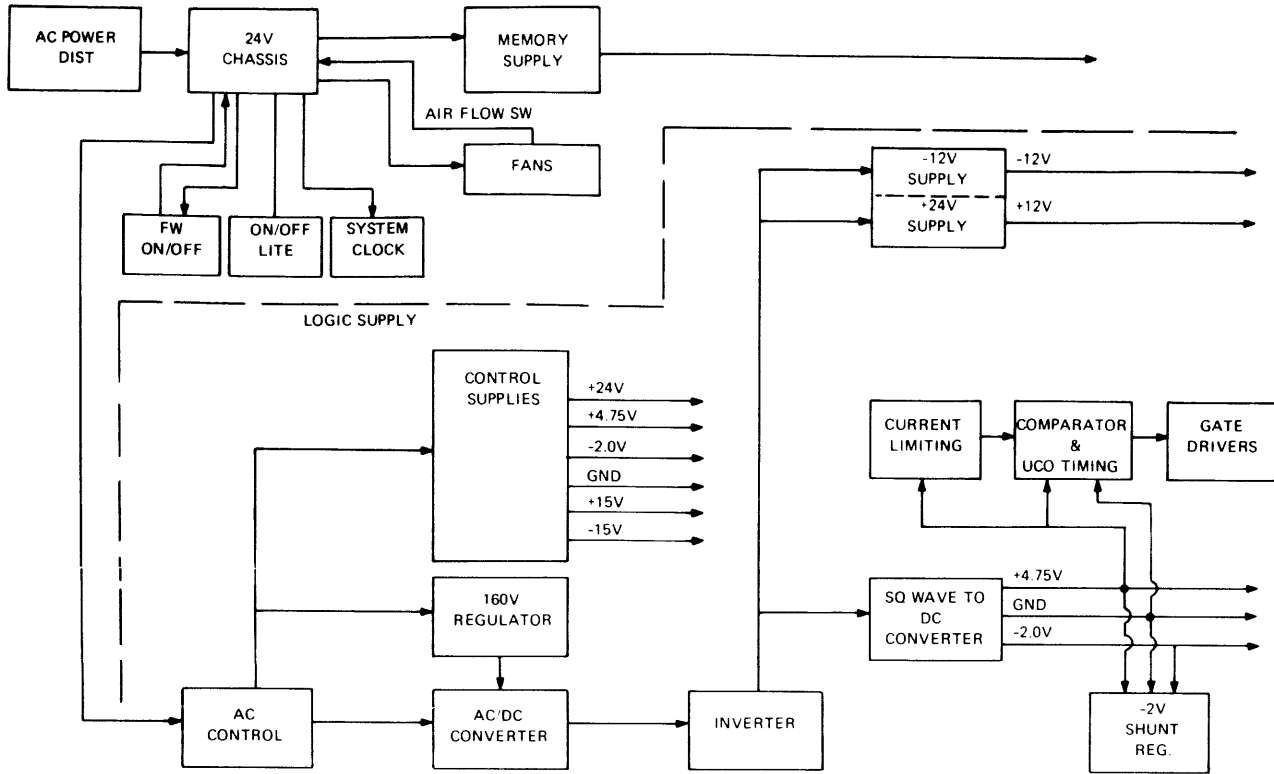 AC POWER
DIST
24V
CHASSIS
MEMORY
SUPPLY
AIR FLOW SW
FANS
FW
ON/OFF
ON/OFF
LITE
SYSTEM
CLOCK
-12V
SUPPLY
+24V
SUPPLY
-12V
+12V
LOGIC SUPPLY
CONTROL
SUPPLIES
+24V
+4.75V
-2.0V
GND
+15V
-15V
CURRENT
LIMITING
COMPARATOR
&
UCO TIMING
GATE
DRIVERS
160V
REGULATOR
SQ WAVE TO
DC
CONVERTER
+4.75V
GND
-2.0V
AC
CONTROL
AC/DC
CONVERTER
INVERTER
-2V
SHUNT
REG.